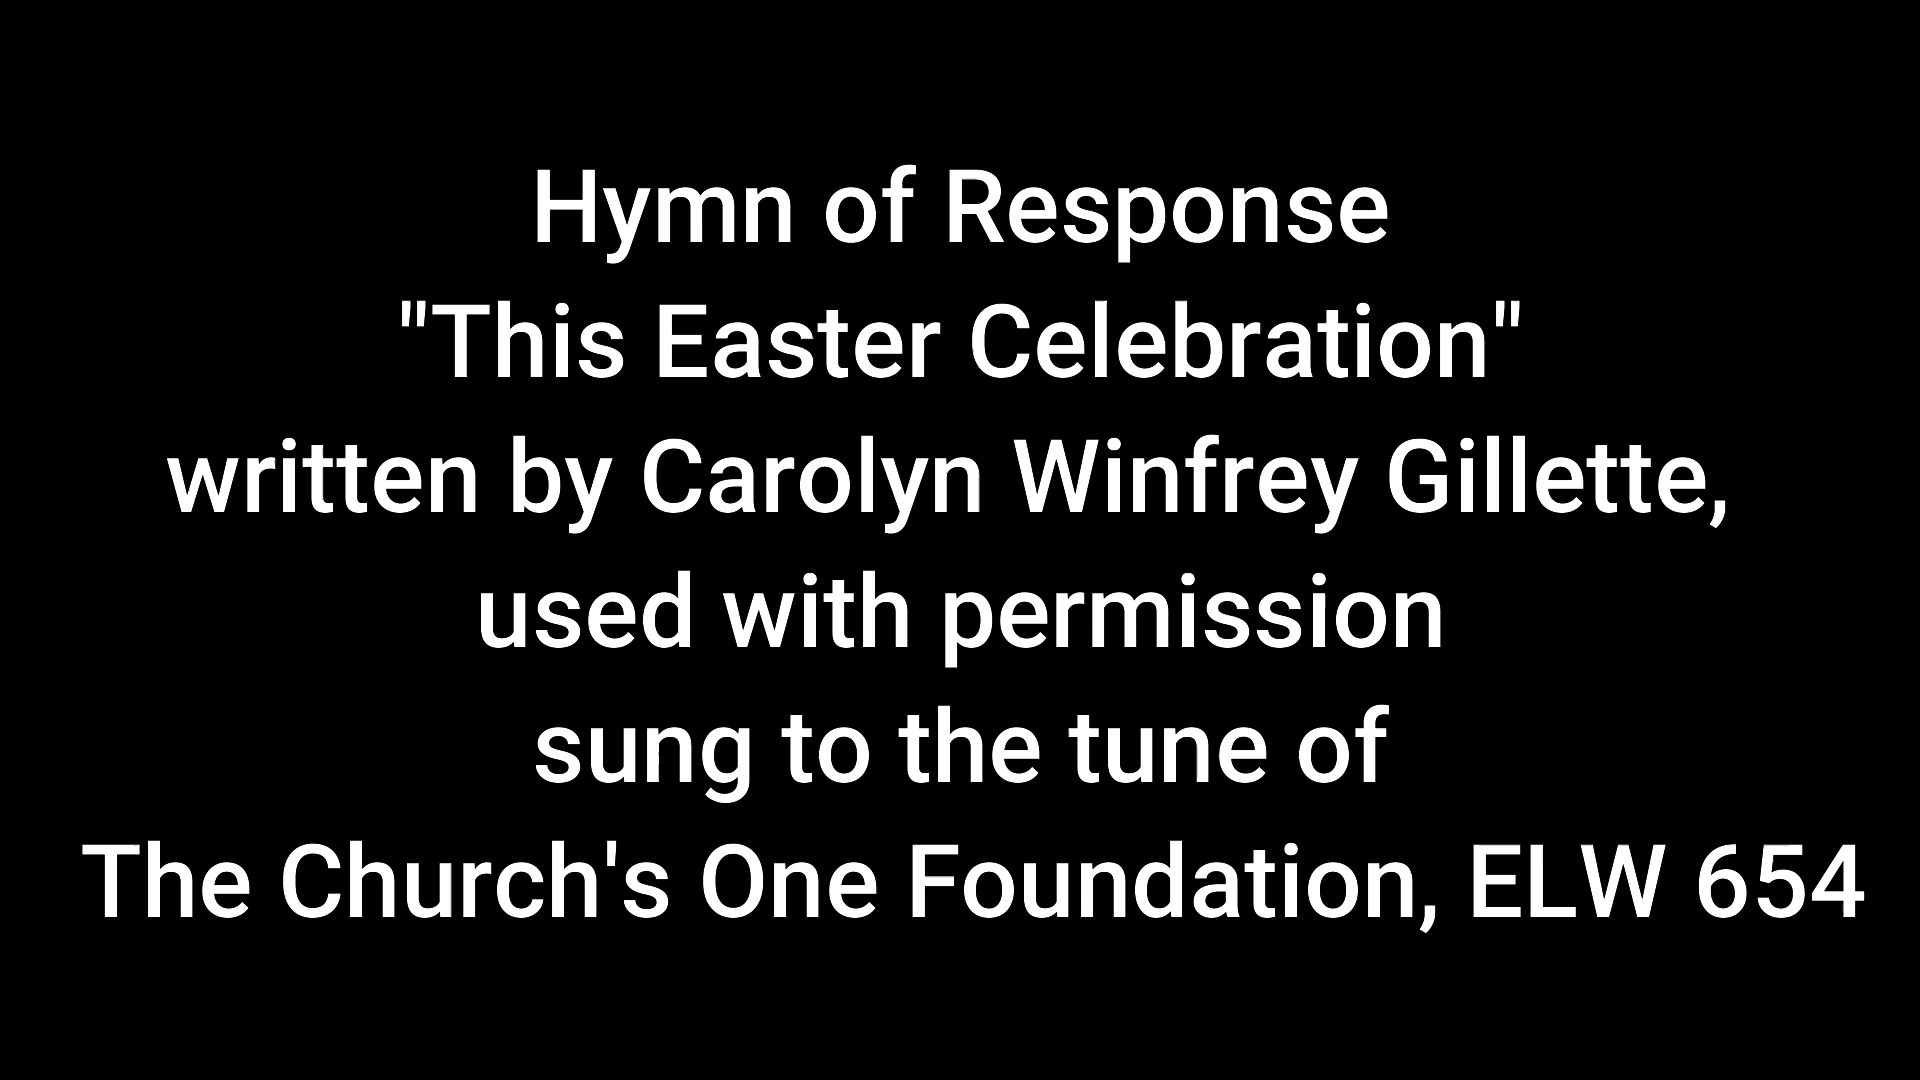 Hymn of Response
"This Easter Celebration"
written by Carolyn Winfrey Gillette,
used with permission
sung to the tune of
The Church's One Foundation, ELW 654